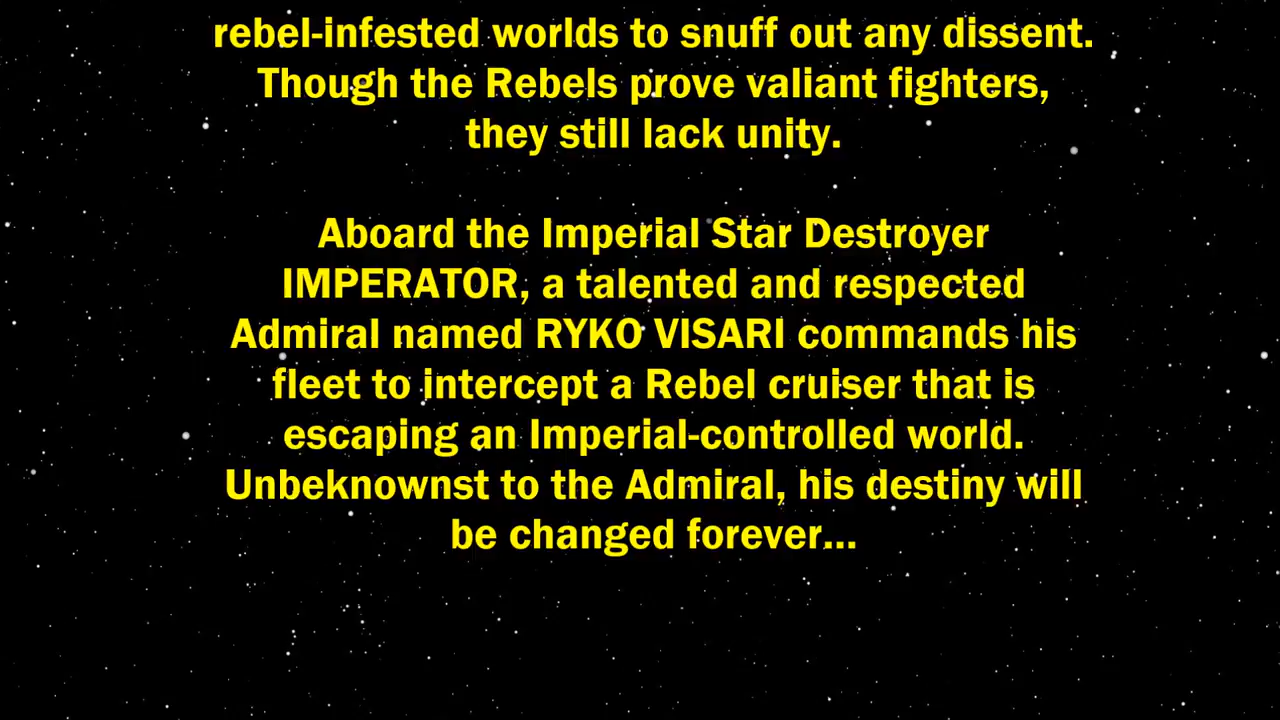 rebel-infested worlds to snuff out any dissent.
Though the Rebels prove valiant fighters,
they still lack unity.
Aboard the Imperial Star Destroyer
IMPERATOR, a talented and respected
Admiral named RYKO VISARI commands his
fleet to intercept a Rebel cruiser that is
escaping an Imperial-controlled world.
Unbeknownst to the Admiral, his destiny will
be changed forever...